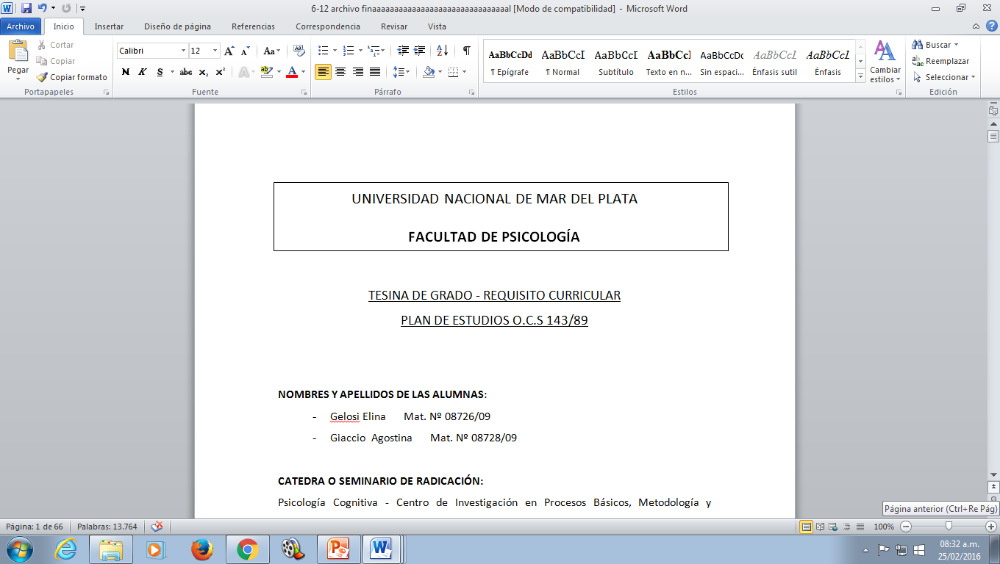 6-12 archivo finaaaaaaaaaaaaaaaaaaaaaaaaaaaaaaal [Modo de compatibilidad] - Microsoft Word
Archivo Inicio Insertar Diseño de página Referencias Correspondencia Revisar Vista
Pegar
Cortar
Copiar
Copiar formato
Portapapeles
Calibri 12
Fuente
Párrafo
AaBbCcDd AaBbCcI AaBbCcI AaBbCcI AaBbCcDc AaBbCcL AaBbCcL
¶ Epígrafe ¶ Normal Subtítulo Texto en n... Sin espaci... Énfasis sutil Énfasis
Cambiar
estilos
Estilos
Buscar
Reemplazar
Seleccionar
Edición
UNIVERSIDAD NACIONAL DE MAR DEL PLATA
FACULTAD DE PSICOLOGÍA
TESINA DE GRADO - REQUISITO CURRICULAR
PLAN DE ESTUDIOS O.C.S 143/89
NOMBRES Y APELLIDOS DE LAS ALUMNAS:
- Gelosi Elina Mat. Nº 08726/09
- Giaccio Agostina Mat. Nº 08728/09
CATEDRA O SEMINARIO DE RADICACIÓN:
Psicología Cognitiva - Centro de Investigación en Procesos Básicos, Metodología y
Página anterior (Ctrl+Re Pág)
Página: 1 de 66 Palabras: 13.764 100%
08:32 a.m.
25/02/2016